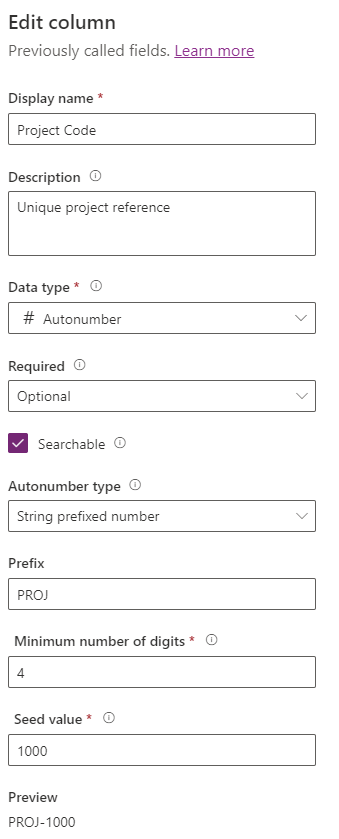 Edit column
Previously called fields. Learn more
Display name *
Project Code
Description
Unique project reference
Data type *
# Autonumber
Required
Optional
Searchable
Autonumber type
String prefixed number
Prefix
PROJ
Minimum number of digits *
4
Seed value *
1000
Preview
PROJ-1000